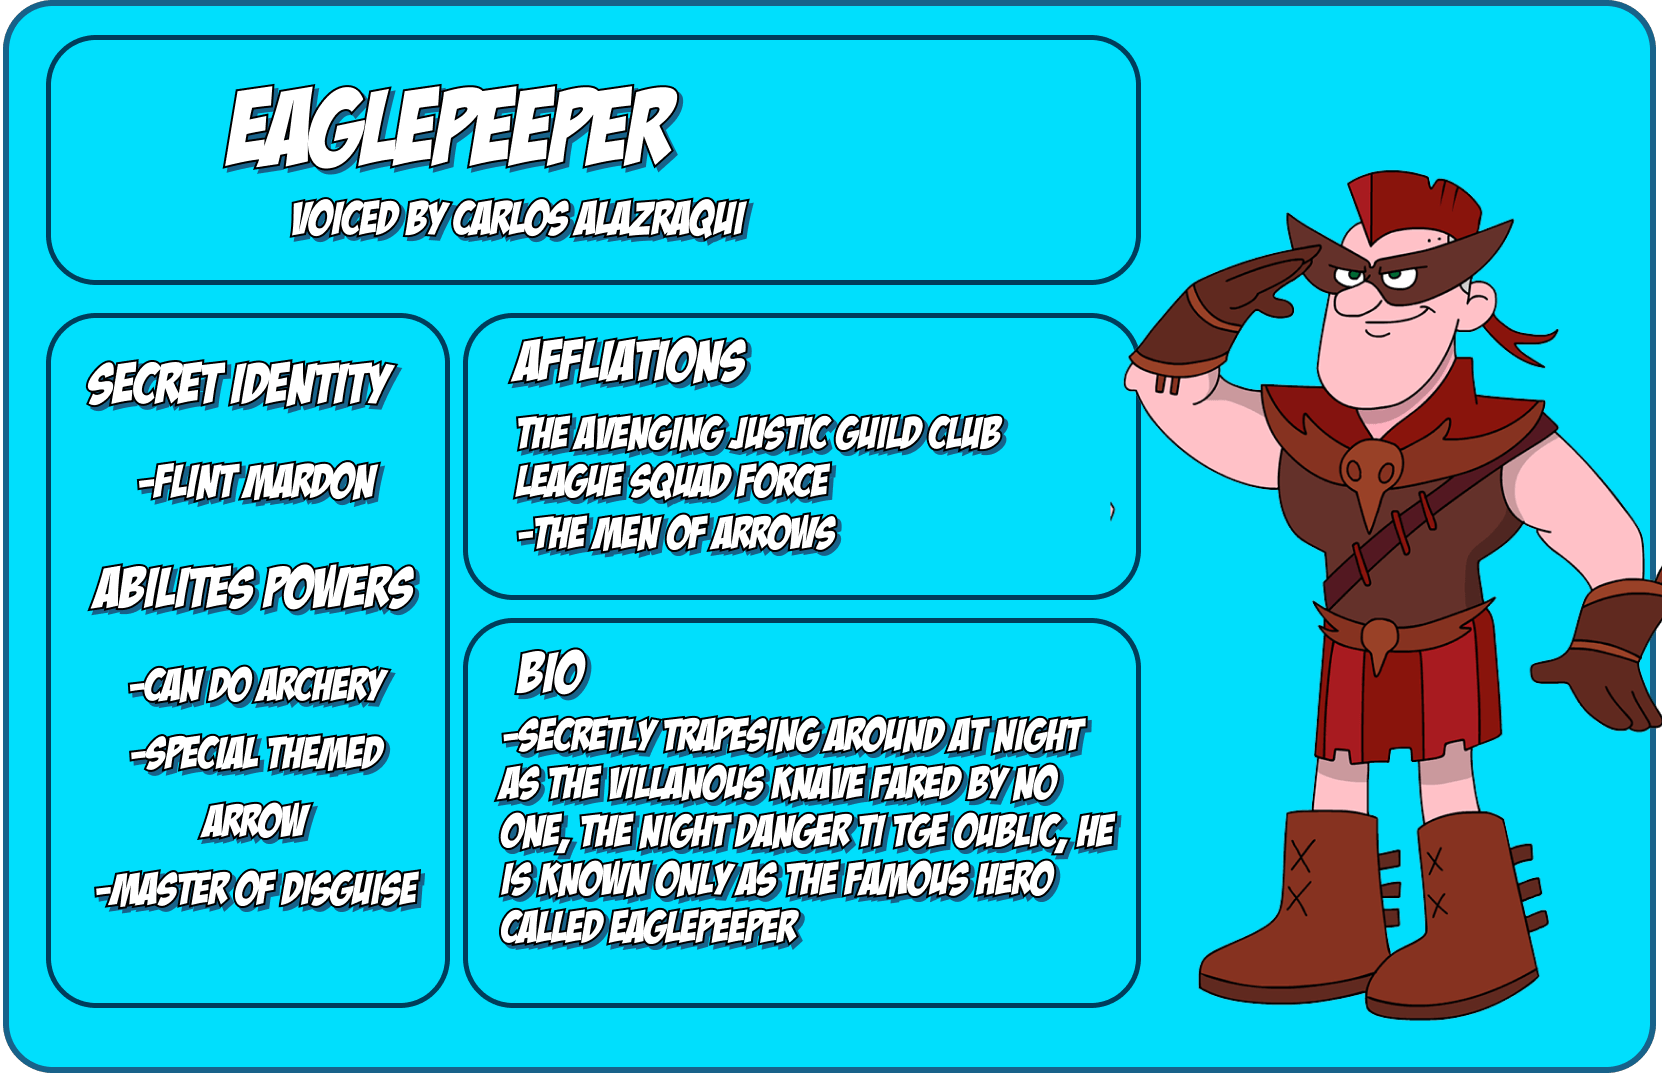 EAGLEPEEPER
VOICED BY CARLOS ALAZRAQUI
SECRET IDENTITY
-FLINT MARDON
ABILITES POWERS
-CAN DO ARCHERY
-SPECIAL THEMED
ARROW
-MASTER OF DISGUISE
AFFLIATIONS
THE AVENGING JUSTIC GUILD CLUB
LEAGUE SQUAD FORCE
-THE MEN OF ARROWS
BIO
-SECRETLY TRAPESING AROUND AT NIGHT
AS THE VILLANOUS KNAVE FARED BY NO
ONE, THE NIGHT DANGER TI TGE OUBLIC, HE
IS KNOWN ONLY AS THE FAMOUS HERO
CALLED EAGLEPEEPER